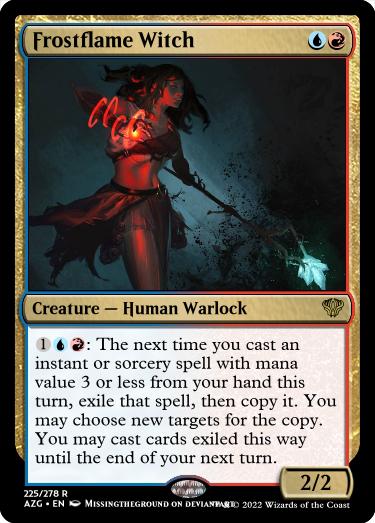 Frostflame Witch
Creature — Human Warlock
1 : The next time you cast an
instant or sorcery spell with mana
value 3 or less from your hand this
turn, exile that spell, then copy it. You
may choose new targets for the copy.
You may cast cards exiled this way
until the end of your next turn.
2/2
225/278 R
AZG • EN MISSINGTHEGROUND ON DEVIANTART © 2022 Wizards of the Coast